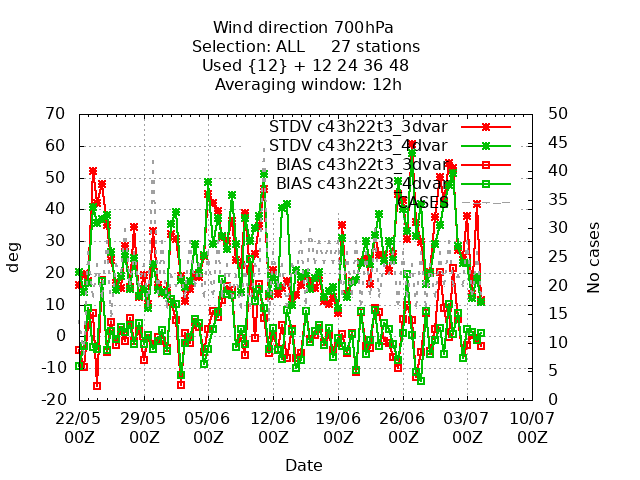 Wind direction 700hPa
Selection: ALL 27 stations
Used {12} + 12 24 36 48
Averaging window: 12h
70 50
60 45
50 40
40 35
30 30
20 25
10 20
0 15
-10 10
-20 5
0
STDV c43h22t3_3dvar
STDV c43h22t3_4dvar
BIAS c43h22t3_3dvar
BIAS c43h22t3_4dvar
CASES
deg
No cases
22/05 29/05 05/06 12/06 19/06 26/06 03/07 10/07
00Z 00Z 00Z 00Z 00Z 00Z 00Z 00Z
Date